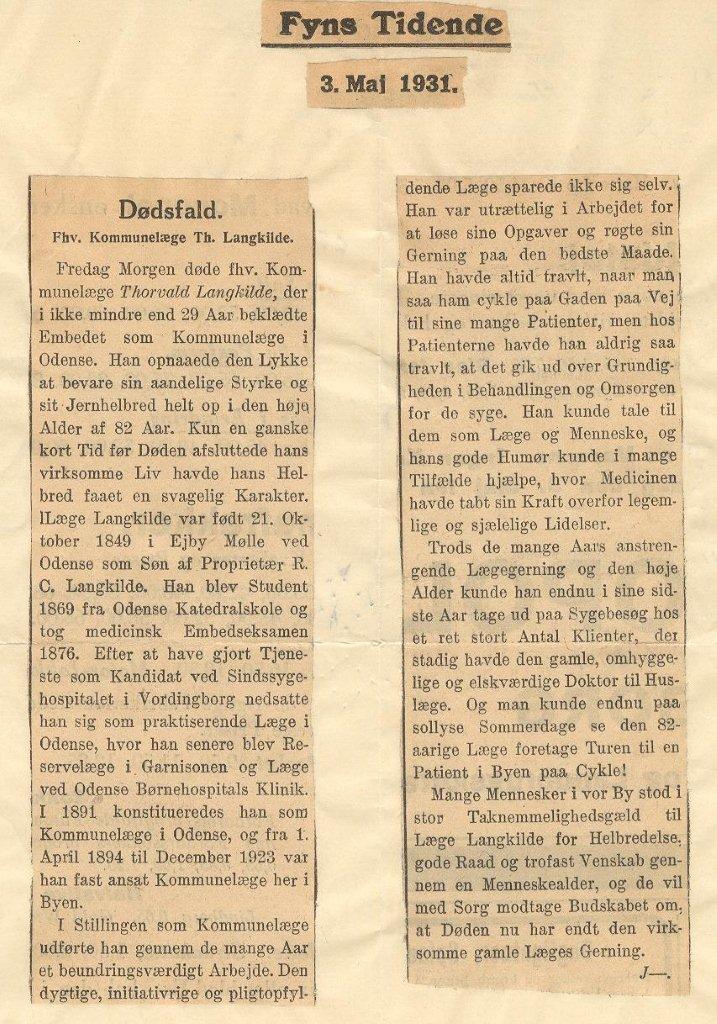 Fyns Tidende
3. Maj 1931.
Dødsfald.
Fhv. Kommunelæge Th. Langkilde.
Fredag Morgen døde fhv. Kom-
munelæge Thorvald Langkilde, der
i ikke mindre end 29 Aar beklædte
Embedet som Kommunelæge i
Odense. Han opnaaede den Lykke
at bevare sin aandelige Styrke og
sit Jernhelbred helt op i den høje
Alder af 82 Aar. Kun en ganske
kort Tid før Døden afsluttede hans
virksomme Liv havde hans Hel-
bred faaet en svagelig Karakter.
lLæge Langkilde var født 21. Ok-
tober 1849 i Ejby Mølle ved
Odense som Søn af Proprietær R.
C. Langkilde. Han blev Student
1869 fra Odense Katedralskole og
tog medicinsk Embedseksamen
1876. Efter at have gjort Tjene-
ste som Kandidat ved Sindssyge-
hospitalet i Vordingborg nedsatte
han sig som praktiserende Læge i
Odense, hvor han senere blev Re-
servelæge i Garnisonen og Læge
ved Odense Børnehospitals Klinik.
I 1891 konstitueredes han som
Kommunelæge i Odense, og fra 1.
April 1894 til December 1923 var
han fast ansat Kommunelæge her i
Byen.
I Stillingen som Kommunelæge
udførte han gennem de mange Aar
et beundringsværdigt Arbejde. Den
dygtige, initiativrige og pligtopfyl-
dende Læge sparede ikke sig selv.
Han var utrættelig i Arbejdet for
at løse sine Opgaver og røgte sin
Gerning paa den bedste Maade.
Han havde altid travlt, naar man
saa ham cykle paa Gaden paa Vej
til sine mange Patienter, men hos
Patienterne havde han aldrig saa
travlt, at det gik ud over Grundig-
heden i Behandlingen og Omsorgen
for de syge. Han kunde tale til
dem som Læge og Menneske, og
hans gode Humør kunde i mange
Tilfælde hjælpe, hvor Medicinen
havde tabt sin Kraft overfor legem-
lige og sjælelige Lidelser.
Trods de mange Aars anstren-
gende Lægegerning og den høje
Alder kunde han endnu i sine sid-
ste Aar tage ud paa Sygebesøg hos
et ret stort Antal Klienter, der
stadig havde den gamle, omhygge-
lige og elskværdige Doktor til Hus-
læge. Og man kunde endnu paa
sollyse Sommerdage se den 82-
aarige Læge foretage Turen til en
Patient i Byen paa Cykle!
Mange Mennesker i vor By stod i
stor Taknemmelighedsgæld til
Læge Langkilde for Helbredelse,
gode Raad og trofast Venskab gen-
nem en Menneskealder, og de vil
med Sorg modtage Budskabet om,
at Døden nu har endt den virk-
somme gamle Læges Gerning.
J—.